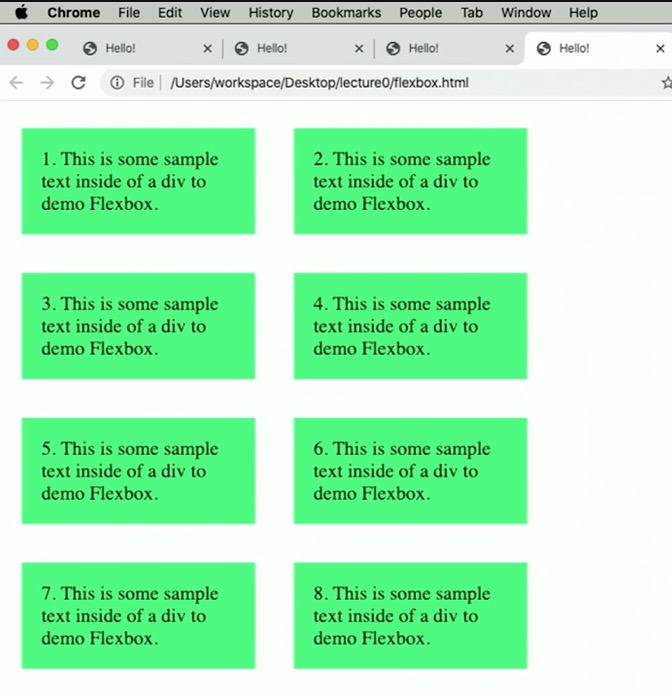 Chrome File Edit View History Bookmarks People Tab Window Help
Hello! Hello! Hello! Hello!
File /Users/workspace/Desktop/lecture0/flexbox.html
1. This is some sample
text inside of a div to
demo Flexbox.
2. This is some sample
text inside of a div to
demo Flexbox.
3. This is some sample
text inside of a div to
demo Flexbox.
4. This is some sample
text inside of a div to
demo Flexbox.
5. This is some sample
text inside of a div to
demo Flexbox.
6. This is some sample
text inside of a div to
demo Flexbox.
7. This is some sample
text inside of a div to
demo Flexbox.
8. This is some sample
text inside of a div to
demo Flexbox.